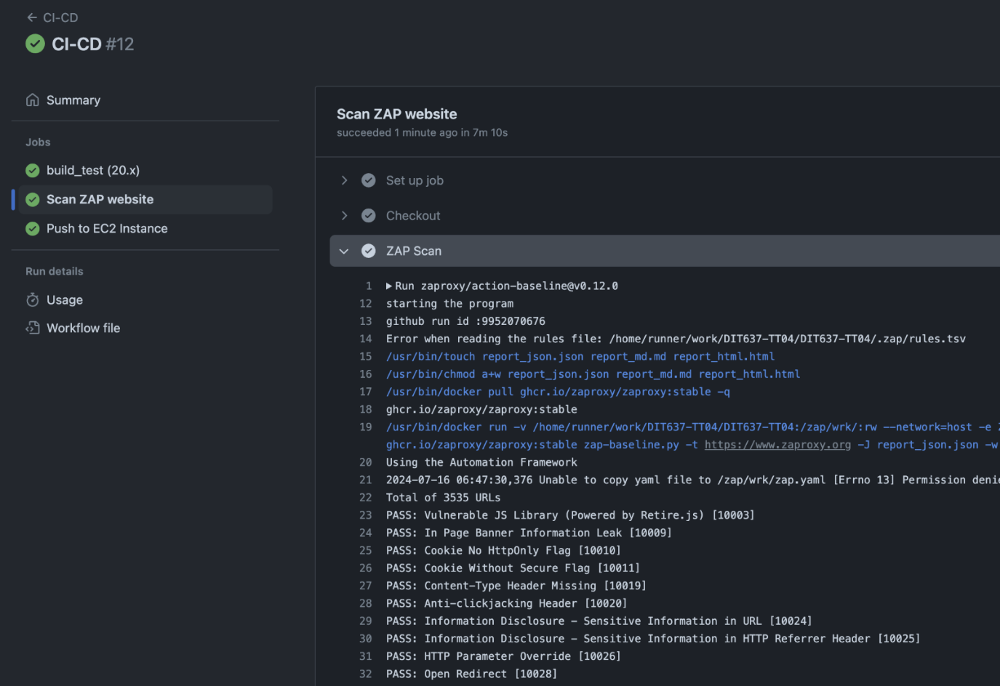 ← CI-CD
CI-CD #12
Summary
Jobs
build_test (20.x)
Scan ZAP website
Push to EC2 Instance
Run details
Usage
Workflow file
Scan ZAP website
succeeded 1 minute ago in 7m 10s
Set up job
Checkout
ZAP Scan
1 ▶ Run zaproxy/action-baseline@v0.12.0
12 starting the program
13 github run id :9952070676
14 Error when reading the rules file: /home/runner/work/DIT637-TT04/DIT637-TT04/.zap/rules.tsv
15 /usr/bin/touch report_json.json report_md.md report_html.html
16 /usr/bin/chmod a+w report_json.json report_md.md report_html.html
17 /usr/bin/docker pull ghcr.io/zaproxy/zaproxy:stable -q
18 ghcr.io/zaproxy/zaproxy:stable
19 /usr/bin/docker run -v /home/runner/work/DIT637-TT04/DIT637-TT04:/zap/wrk/:rw --network=host -e
ghcr.io/zaproxy/zaproxy:stable zap-baseline.py -t https://www.zaproxy.org -J report_json.json -w
20 Using the Automation Framework
21 2024-07-16 06:47:30,376 Unable to copy yaml file to /zap/wrk/zap.yaml [Errno 13] Permission
22 Total of 3535 URLs
23 PASS: Vulnerable JS Library (Powered by Retire.js) [10003]
24 PASS: In Page Banner Information Leak [10009]
25 PASS: Cookie No HttpOnly Flag [10010]
26 PASS: Cookie Without Secure Flag [10011]
27 PASS: Content-Type Header Missing [10019]
28 PASS: Anti-clickjacking Header [10020]
29 PASS: Information Disclosure - Sensitive Information in URL [10024]
30 PASS: Information Disclosure - Sensitive Information in HTTP Referrer Header [10025]
31 PASS: HTTP Parameter Override [10026]
32 PASS: Open Redirect [10028]